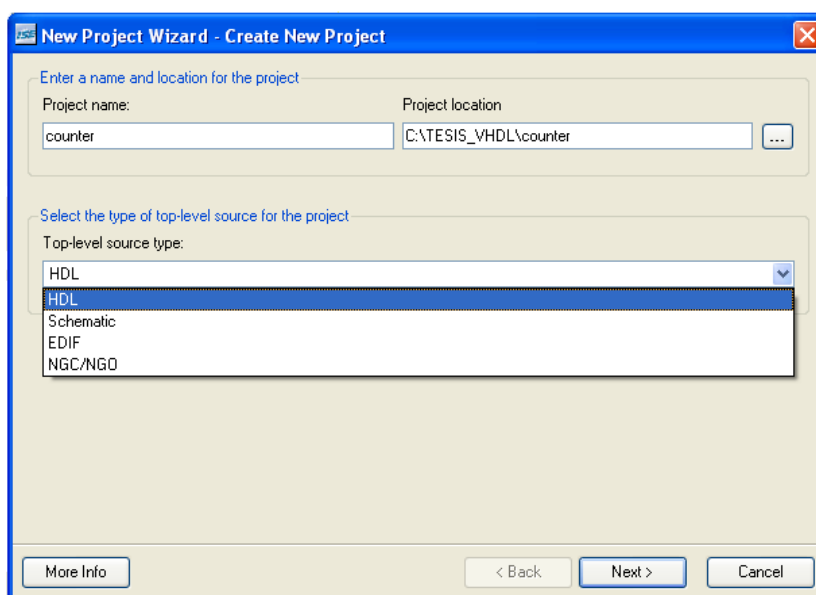 ISE New Project Wizard - Create New Project
Enter a name and location for the project
Project name: Project location
counter C:\TESIS_VHDL\counter ...
Select the type of top-level source for the project
Top-level source type:
HDL
HDL
Schematic
EDIF
NGC/NGO
More Info < Back Next > Cancel